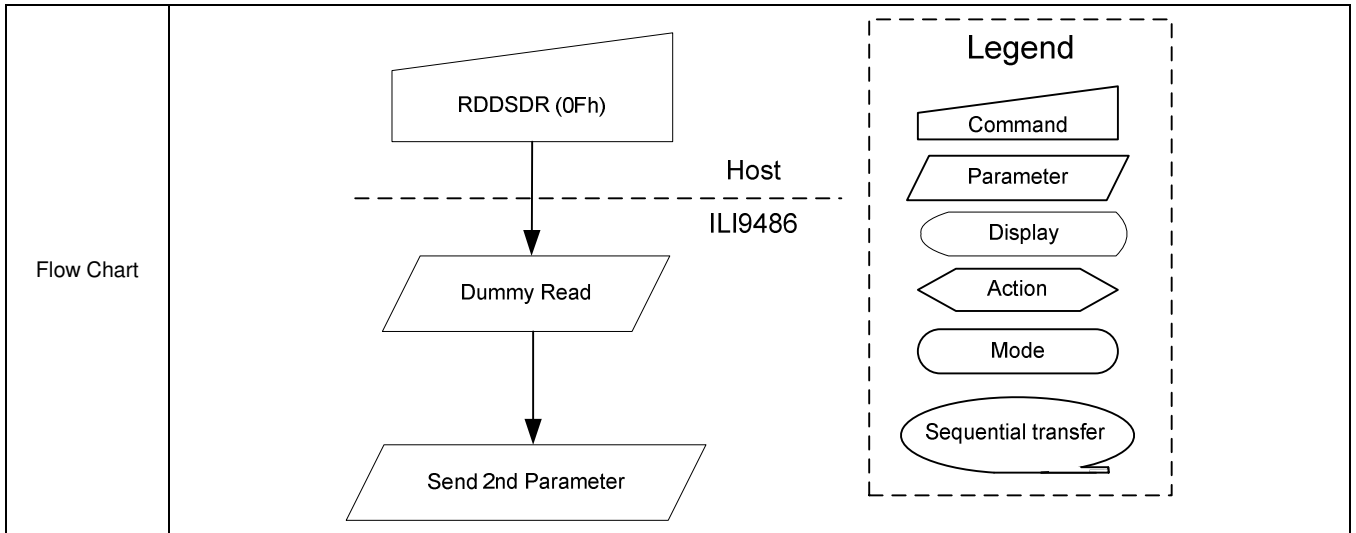 Flow Chart
RDDSDR (0Fh)
Host
ILI9486
Dummy Read
Send 2nd Parameter
Legend
Command
Parameter
Display
Action
Mode
Sequential transfer